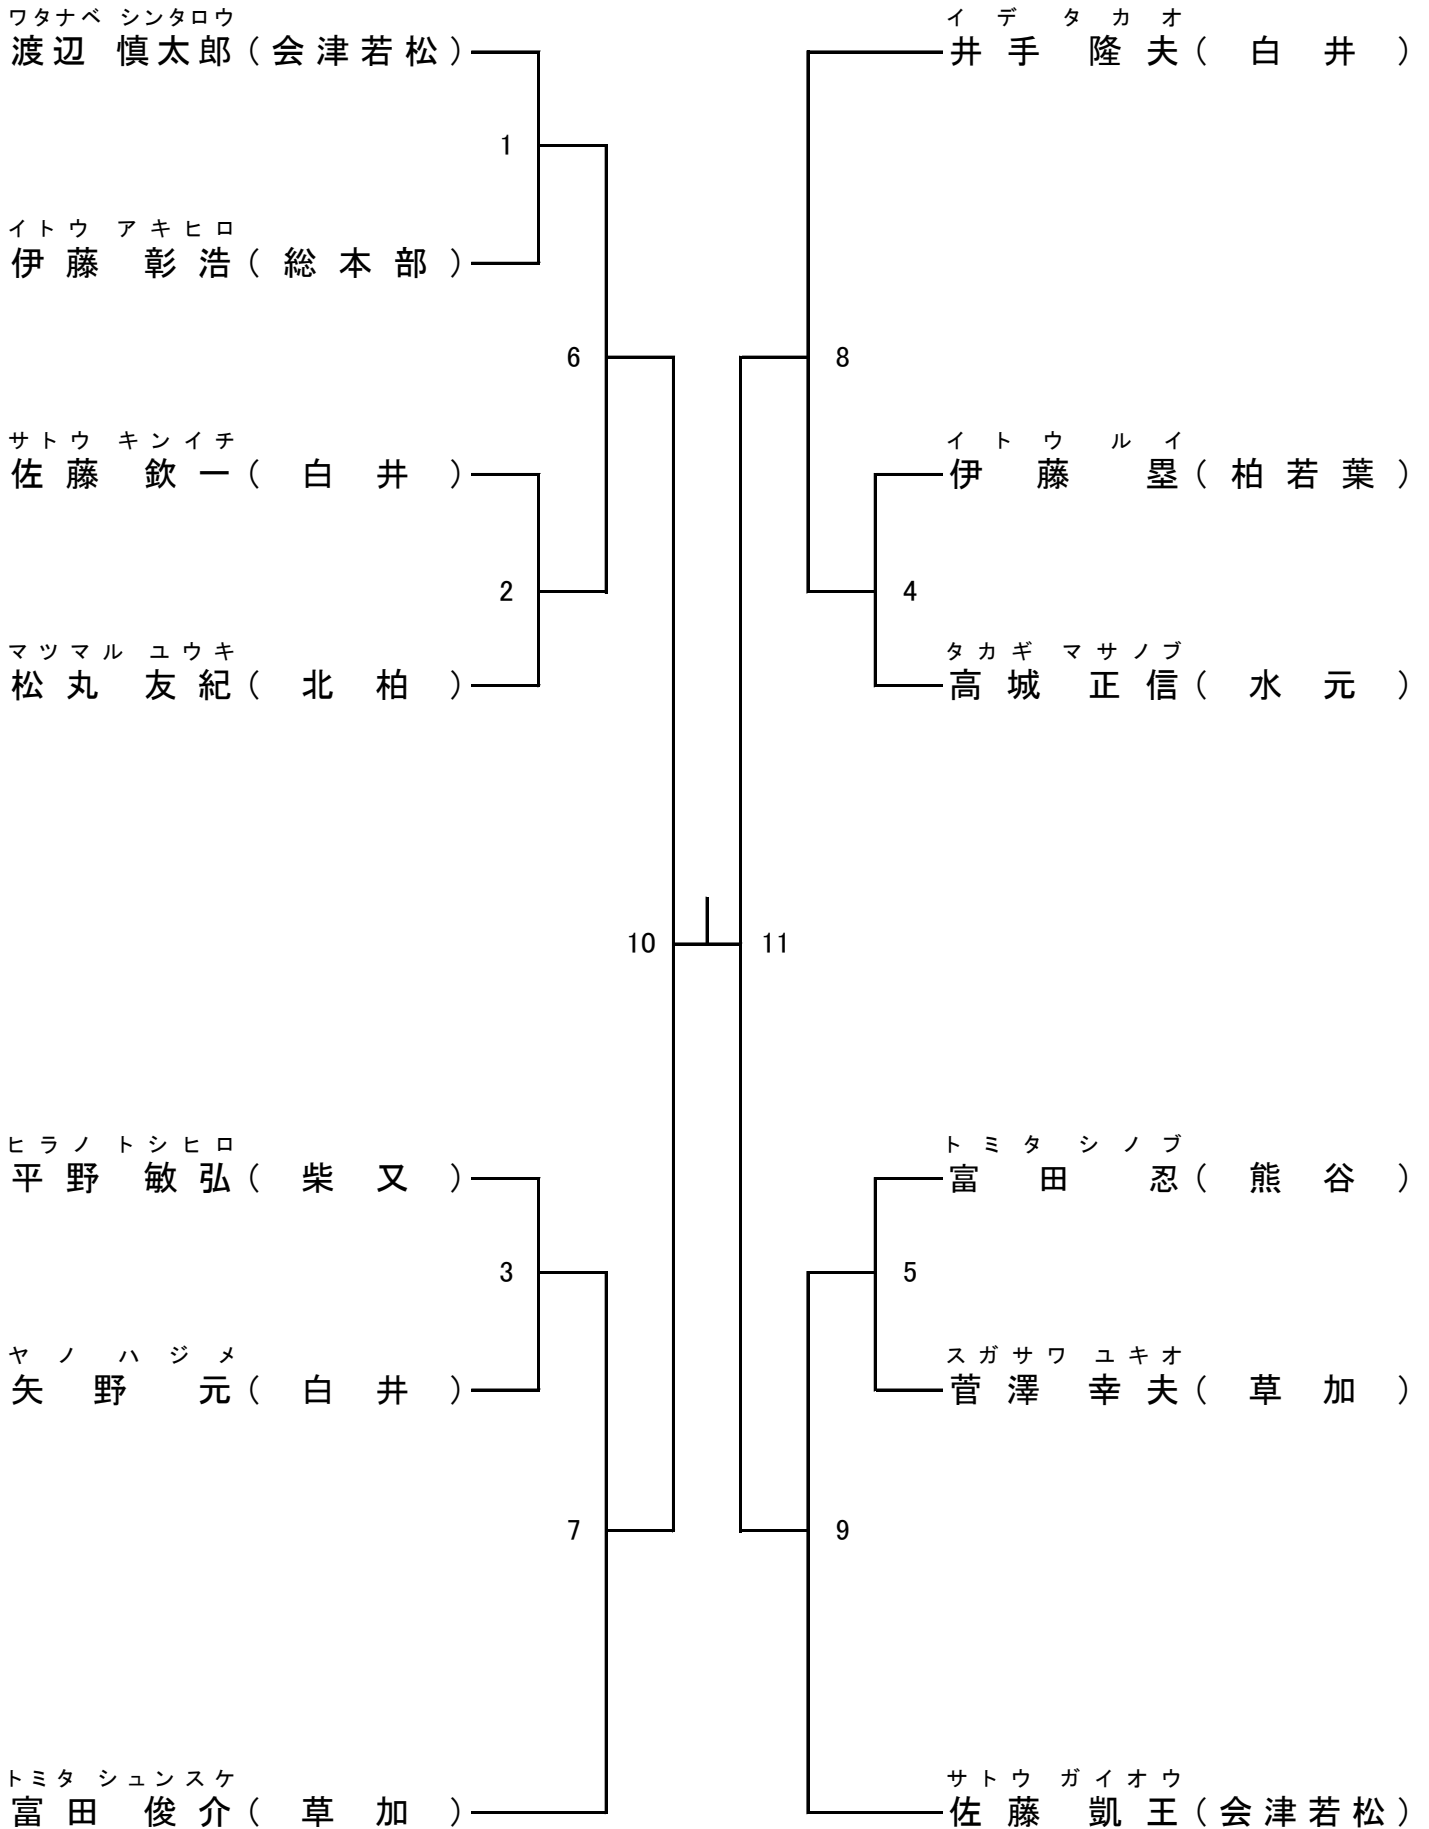 ワタナベ シンタロウ
渡辺 慎太郎(会津若松)
1
イトウ アキヒロ
伊藤 彰浩(総本部)
6
サトウ キンイチ
佐藤 欽一(白井)
2
マツマル ユウキ
松丸 友紀(北柏)
10
ヒラノ トシヒロ
平野 敏弘(柴又)
3
ヤノ ハジメ
矢野 元(白井)
7
トミタ シュンスケ
富田 俊介(草加)
イデ タカオ
井手 隆夫(白井)
8
イトウ ルイ
伊藤 塁(柏若葉)
4
タカギ マサノブ
高城 正信(水元)
11
トミタ シノブ
富田 忍(熊谷)
5
スガサワ ユキオ
菅澤 幸夫(草加)
9
サトウ ガイオウ
佐藤 凱王(会津若松)